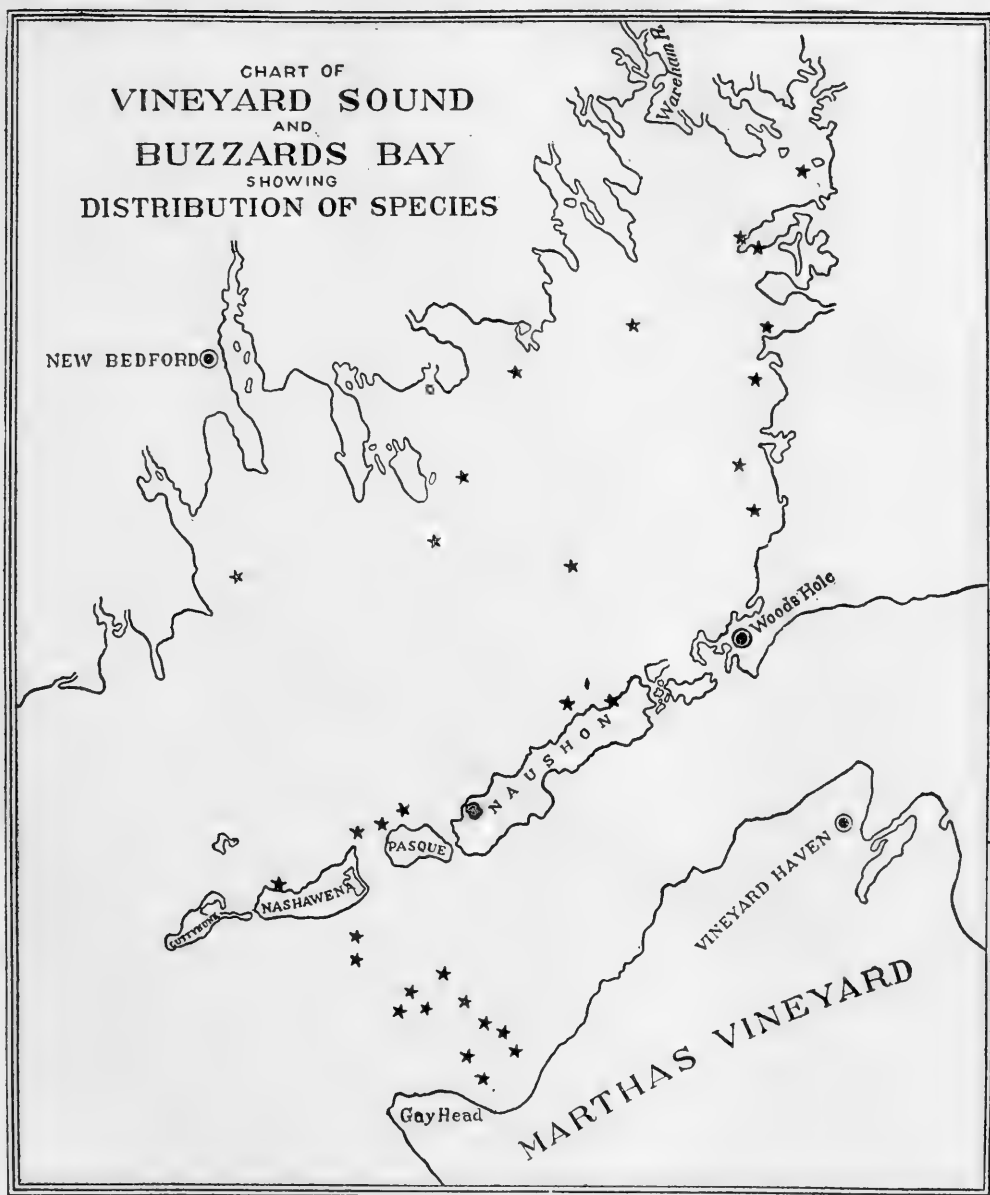 CHART OF
VINEYARD SOUND
AND
BUZZARDS BAY
SHOWING
DISTRIBUTION OF SPECIES
Wareham R.
NEW BEDFORD
Woods Hole
NAUSHON
PASQUE
NASHAWENA
CUTTYHUNK
VINEYARD HAVEN
MARTHAS VINEYARD
Gay Head